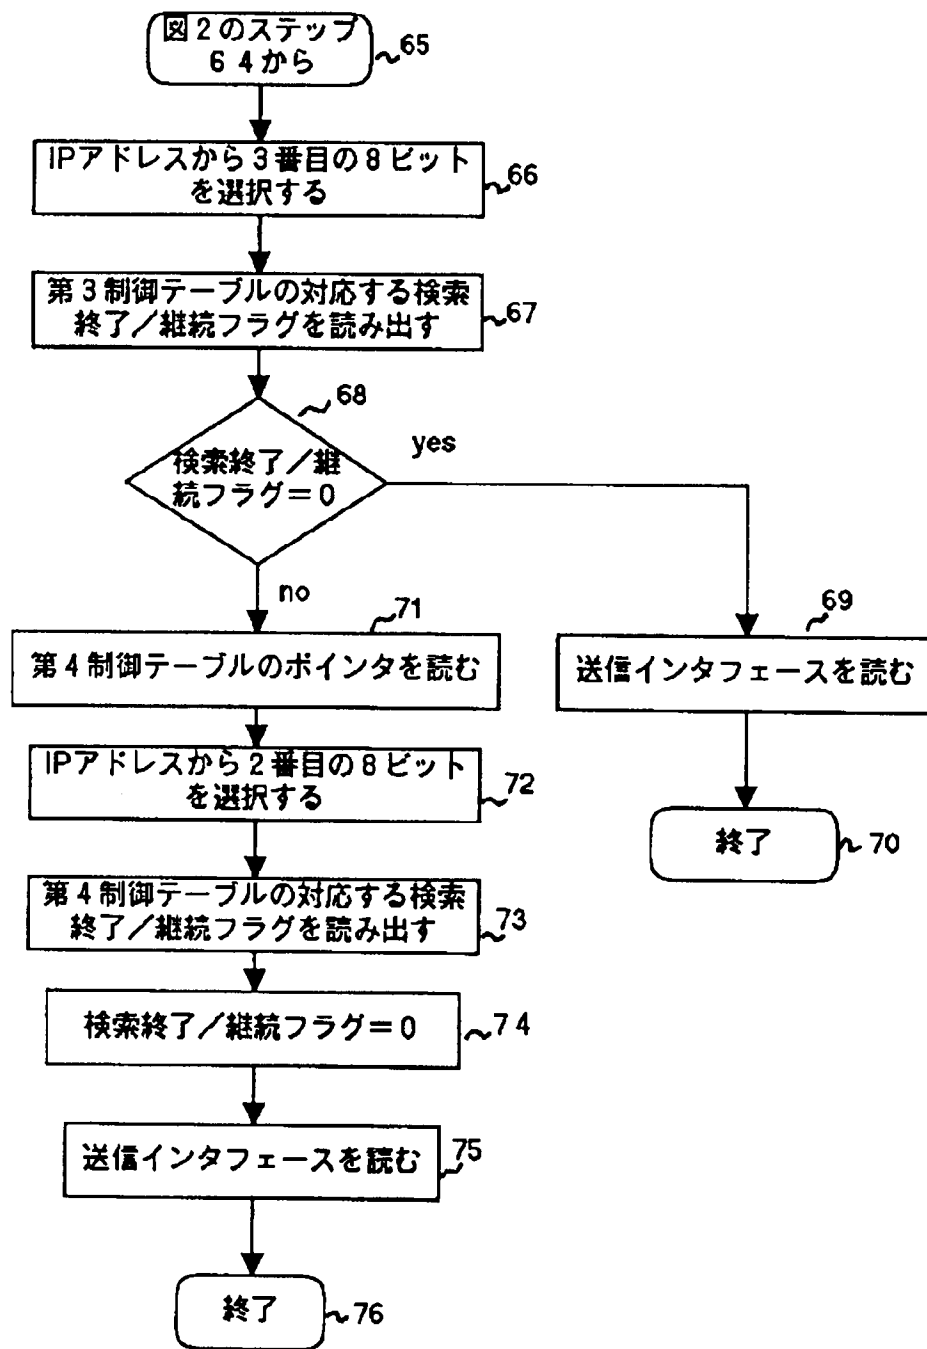 図2のステップ
64から
65
IPアドレスから3番目の8ビット
を選択する
66
第3制御テーブルの対応する検索
終了/継続フラグを読み出す
67
68
検索終了/継
続フラグ=0
yes
no
69
送信インタフェースを読む
終了
70
71
第4制御テーブルのポインタを読む
IPアドレスから2番目の8ビット
を選択する
72
第4制御テーブルの対応する検索
終了/継続フラグを読み出す
73
検索終了/継続フラグ=0
74
送信インタフェースを読む
75
終了
76